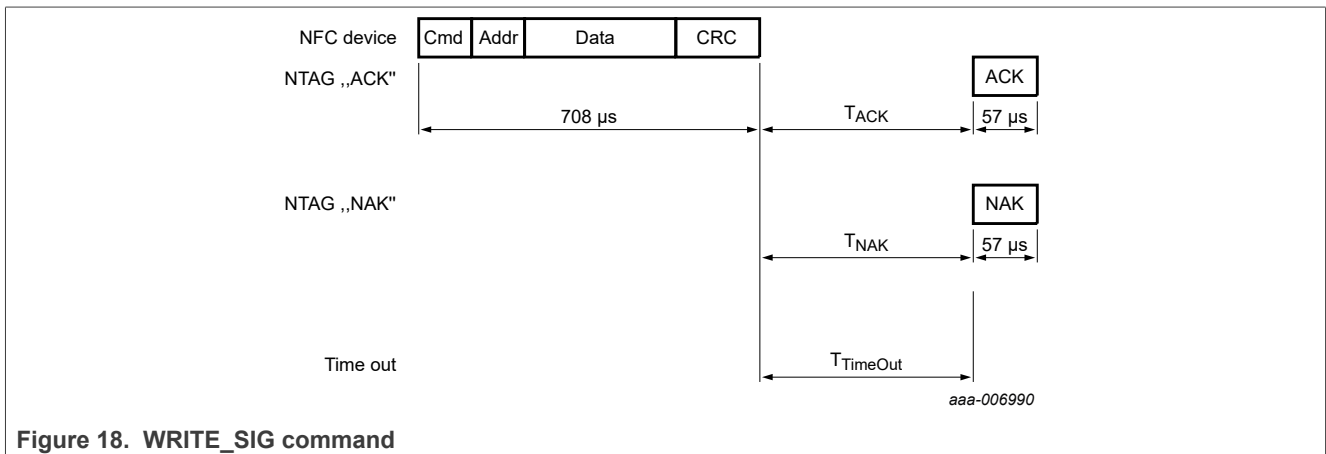 NFC device Cmd Addr Data CRC
NTAG ,,ACK" ACK
708 µs TACK 57 µs
NTAG ,,NAK" NAK
TNAK 57 µs
Time out TTimeOut
aaa-006990
Figure 18. WRITE_SIG command